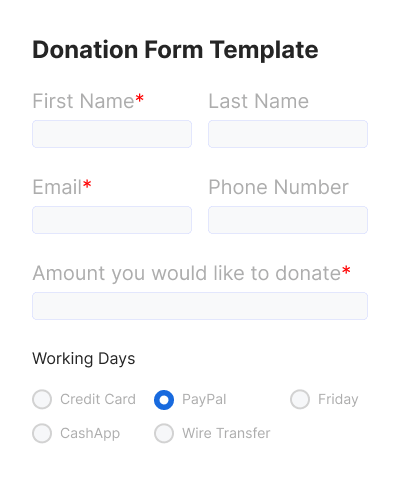 Donation Form Template
First Name* Last Name
Email* Phone Number
Amount you would like to donate*
Working Days
Credit Card PayPal Friday
CashApp Wire Transfer